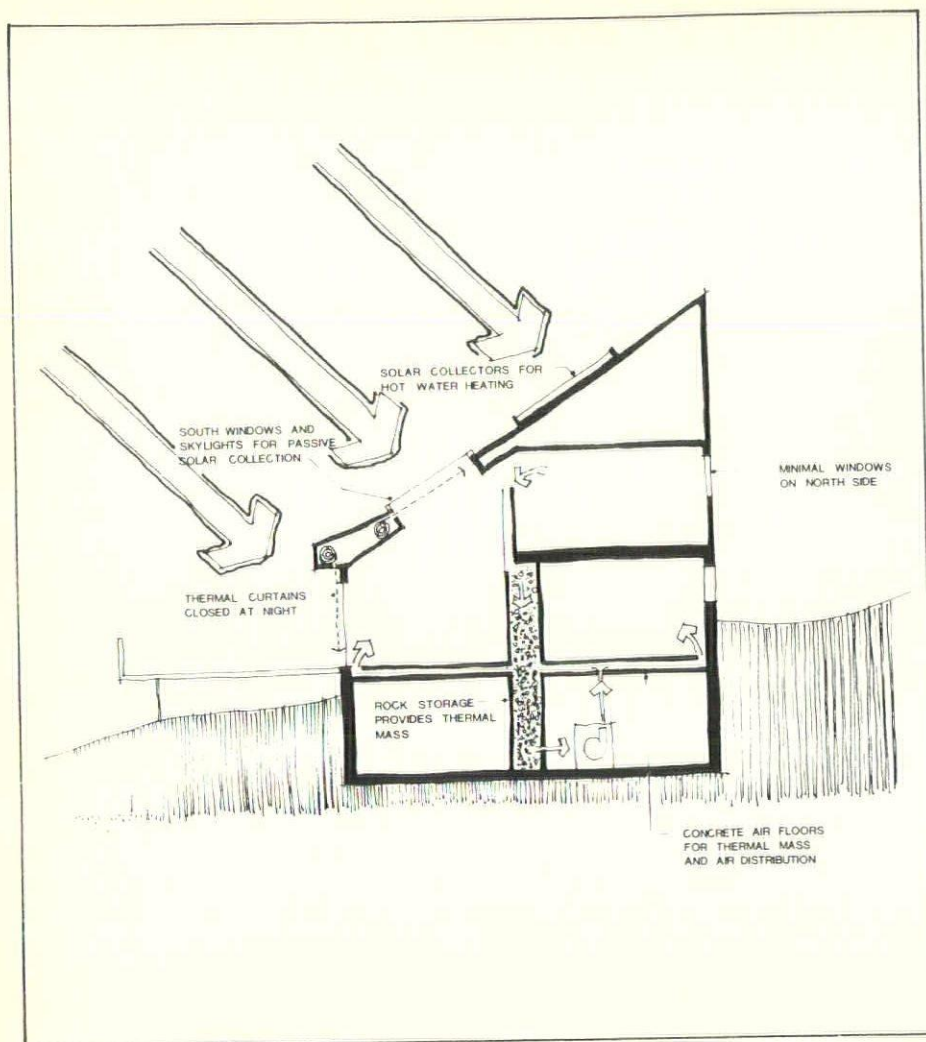 SOLAR COLLECTORS FOR
HOT WATER HEATING
SOUTH WINDOWS AND
SKYLIGHTS FOR PASSIVE
SOLAR COLLECTION
MINIMAL WINDOWS
ON NORTH SIDE
THERMAL CURTAINS
CLOSED AT NIGHT
ROCK STORAGE
PROVIDES THERMAL
MASS
C
CONCRETE AIR FLOORS
FOR THERMAL MASS
AND AIR DISTRIBUTION